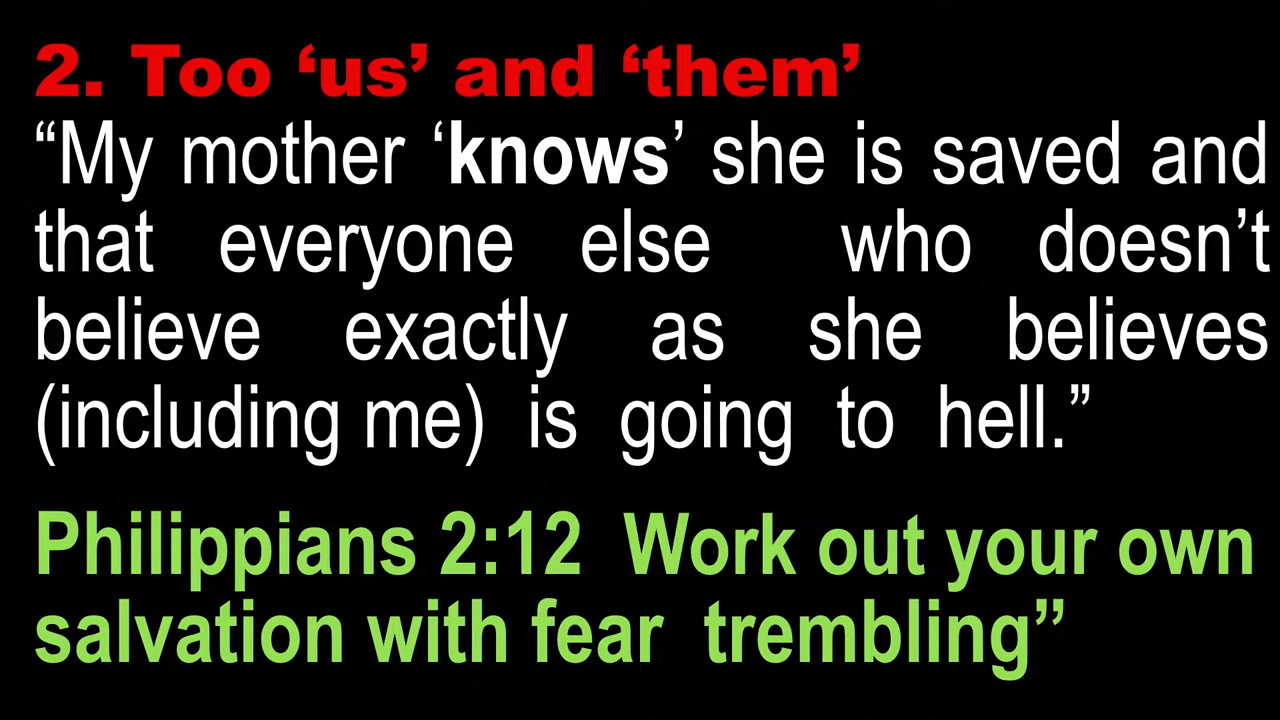 2. Too ‘us’ and ‘them’
“My mother ‘knows’ she is saved and
that everyone else who doesn’t
believe exactly as she believes
(including me) is going to hell.”
Philippians 2:12 Work out your own
salvation with fear trembling”